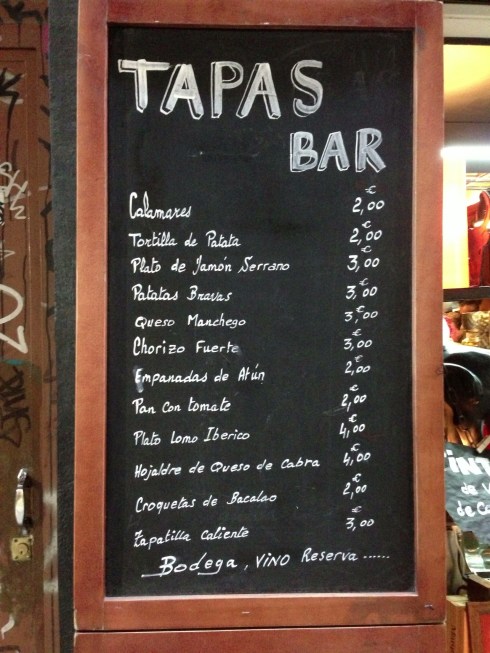 TAPAS
BAR
Calamares 2,00 €
Tortilla de Patata 2,00 €
Plato de Jamón Serrano 3,00 €
Patatas Bravas 3,00 €
Queso Manchego 3,00 €
Chorizo Fuerte 3,00 €
Empanadas de Atún 2,00 €
Pan con tomate 2,00 €
Plato Lomo Iberico 4,00 €
Hojaldre de Queso de Cabra 4,00 €
Croquetas de Bacalao 2,00 €
Zapatilla caliente 3,00 €
Bodega, Vino Reserva ......